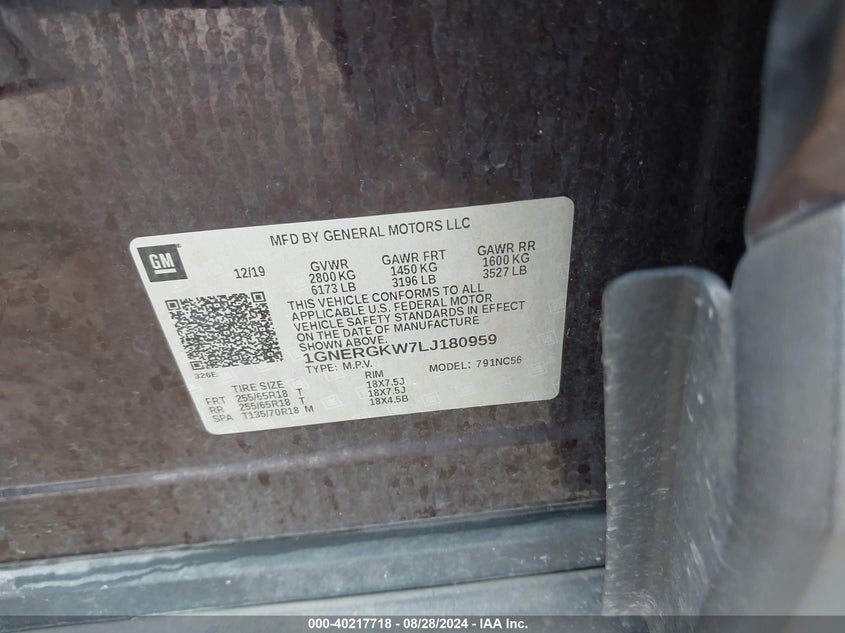 MFD BY GENERAL MOTORS LLC
GM
12/19 GVWR GAWR FRT GAWR RR
2800 KG 1450 KG 1600 KG
6173 LB 3196 LB 3527 LB
THIS VEHICLE CONFORMS TO ALL
APPLICABLE U.S. FEDERAL MOTOR
VEHICLE SAFETY STANDARDS IN EFFECT
ON THE DATE OF MANUFACTURE
SHOWN ABOVE.
326E 1GNERGKW7LJ180959
TYPE: M.P.V. MODEL: 791NC56
TIRE SIZE RIM
FRT 255/65R18 T 18X7.5J
RR 255/65R18 T 18X7.5J
SPA T135/70R18 M 18X4.5B
000-40217718 - 08/28/2024 - IAA Inc.